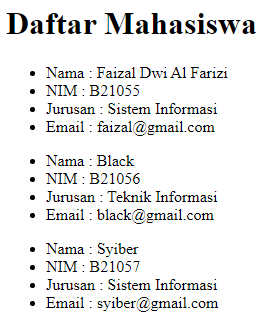 Daftar Mahasiswa
Nama : Faizal Dwi Al Farizi
NIM : B21055
Jurusan : Sistem Informasi
Email : faizal@gmail.com
Nama : Black
NIM : B21056
Jurusan : Teknik Informasi
Email : black@gmail.com
Nama : Syiber
NIM : B21057
Jurusan : Sistem Informasi
Email : syiber@gmail.com